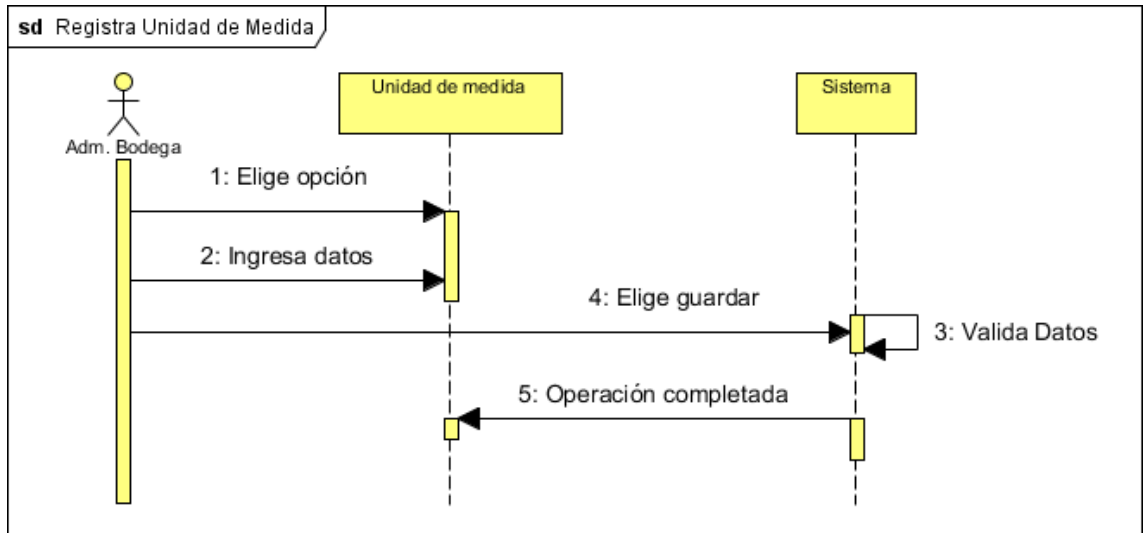 sd Registra Unidad de Medida
Unidad de medida
Sistema
Adm. Bodega
1: Elige opción
2: Ingresa datos
4: Elige guardar
3: Valida Datos
5: Operación completada